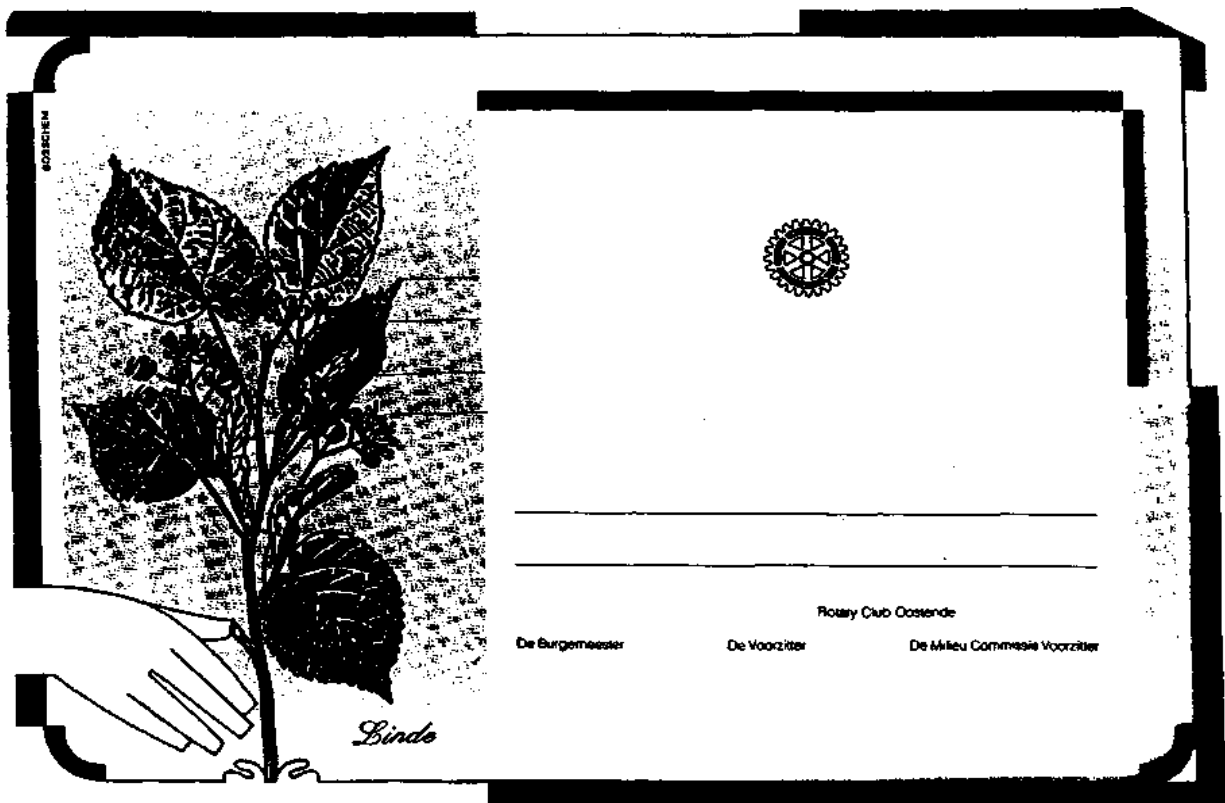 BOSSCHEM
Rotary Club Oostende
De Burgemeester De Voorzitter De Milieu Commissie Voorzitter
Linde